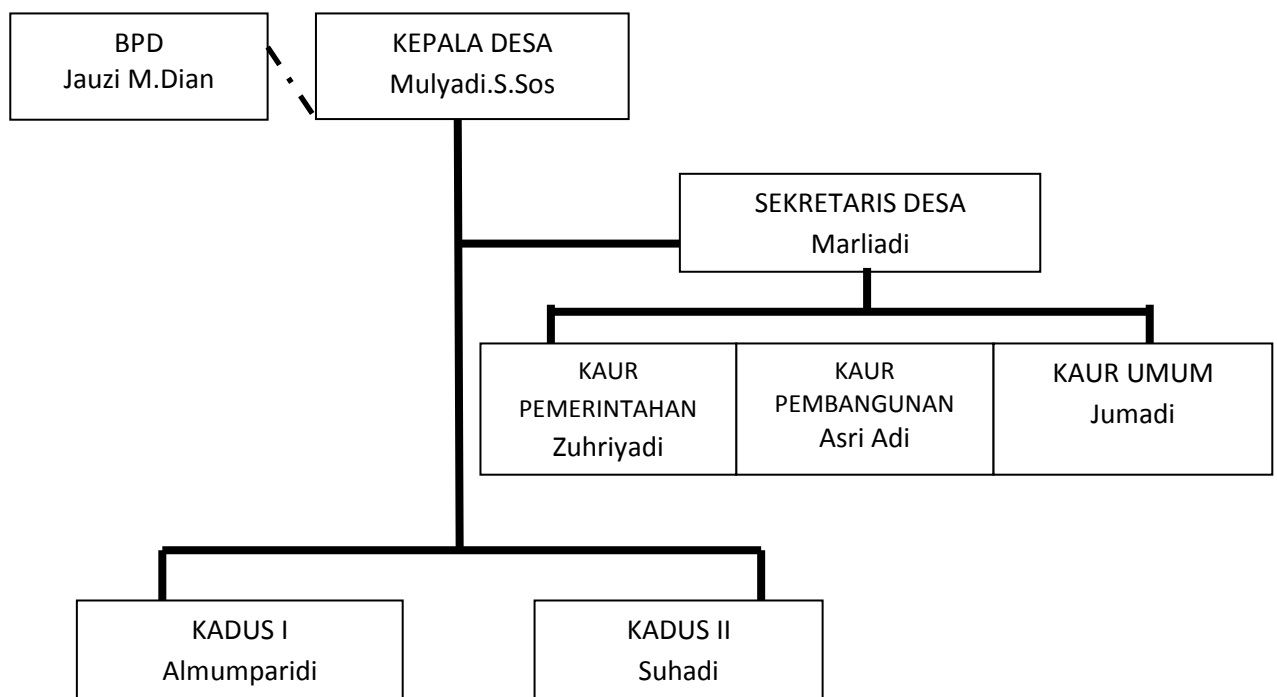 BPD
Jauzi M.Dian
KEPALA DESA
Mulyadi.S.Sos
SEKRETARIS DESA
Marliadi
KAUR
PEMERINTAHAN
Zuhriyadi
KAUR
PEMBANGUNAN
Asri Adi
KAUR UMUM
Jumadi
KADUS I
Almumparidi
KADUS II
Suhadi